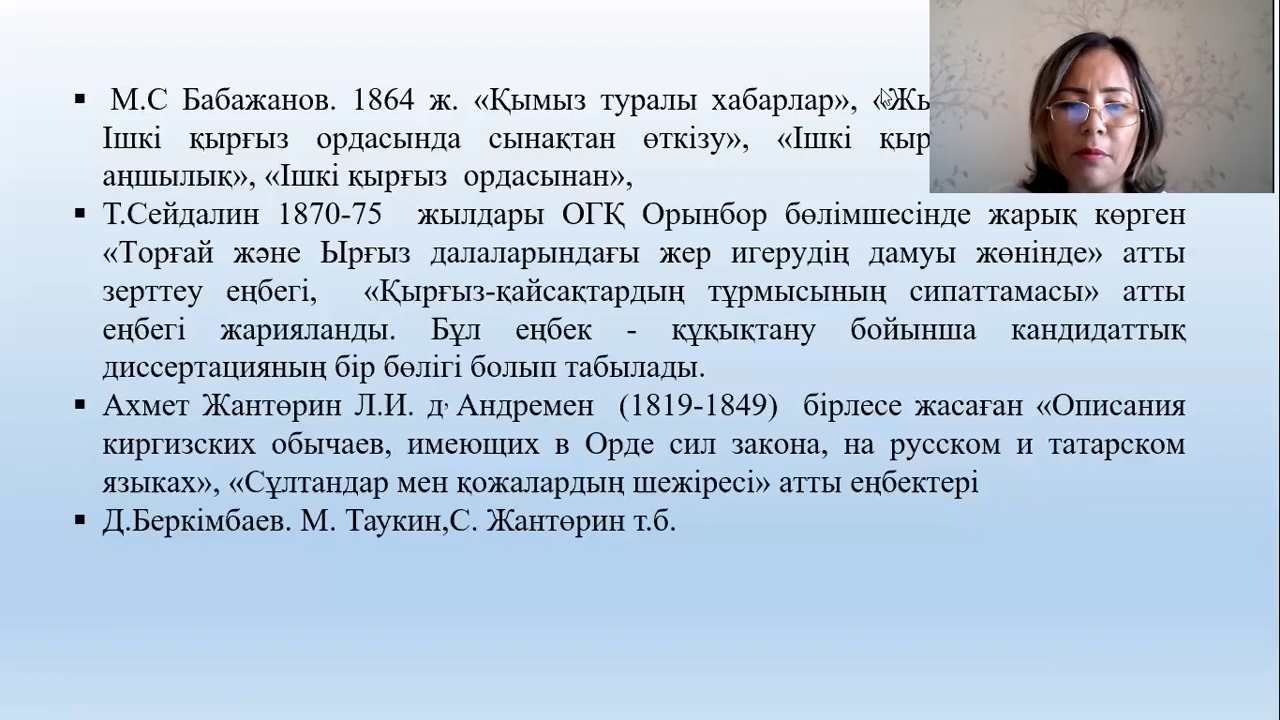 ▪ М.С Бабажанов. 1864 ж. «Қымыз туралы хабарлар»,
Ішкі қырғыз ордасында сынақтан өткізу», «Ішкі
аңшылық», «Ішкі қырғыз ордасынан»,
▪ Т.Сейдалин 1870-75 жылдары ОГҚ Орынбор бөлімшесінде жарық көрген
«Торғай және Ырғыз далаларындағы жер игерудің дамуы жөнінде» атты
зерттеу еңбегі, «Қырғыз-қайсақтардың тұрмысының сипаттамасы» атты
еңбегі жарияланды. Бұл еңбек - құқықтану бойынша кандидаттық
диссертацияның бір бөлігі болып табылады.
▪ Ахмет Жантөрин Л.И. д, Андремен (1819-1849) бірлесе жасаған «Описания
киргизских обычаев, имеющих в Орде сил закона, на русском и татарском
языках», «Сұлтандар мен қожалардың шежіресі» атты еңбектері
▪ Д.Беркімбаев. М. Таукин,С. Жантөрин т.б.